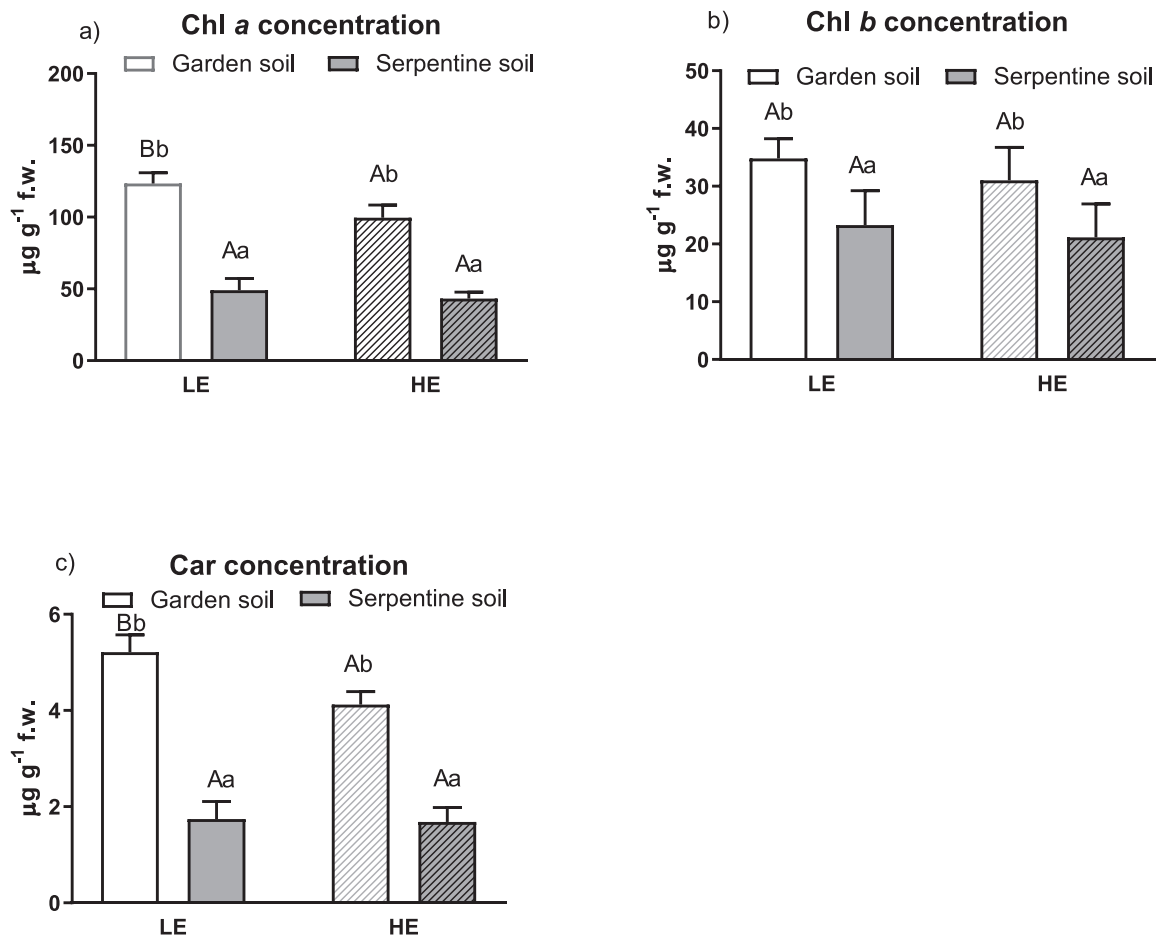 a) Chl a concentration
Garden soil Serpentine soil
200
150
100
50
0
µg g-1 f.w.
Bb
Aa
Ab
Aa
LE HE
b) Chl b concentration
Garden soil Serpentine soil
50
40
30
20
10
0
µg g-1 f.w.
Ab
Aa
Ab
Aa
LE HE
c) Car concentration
Garden soil Serpentine soil
6
4
2
0
µg g-1 f.w.
Bb
Aa
Ab
Aa
LE HE